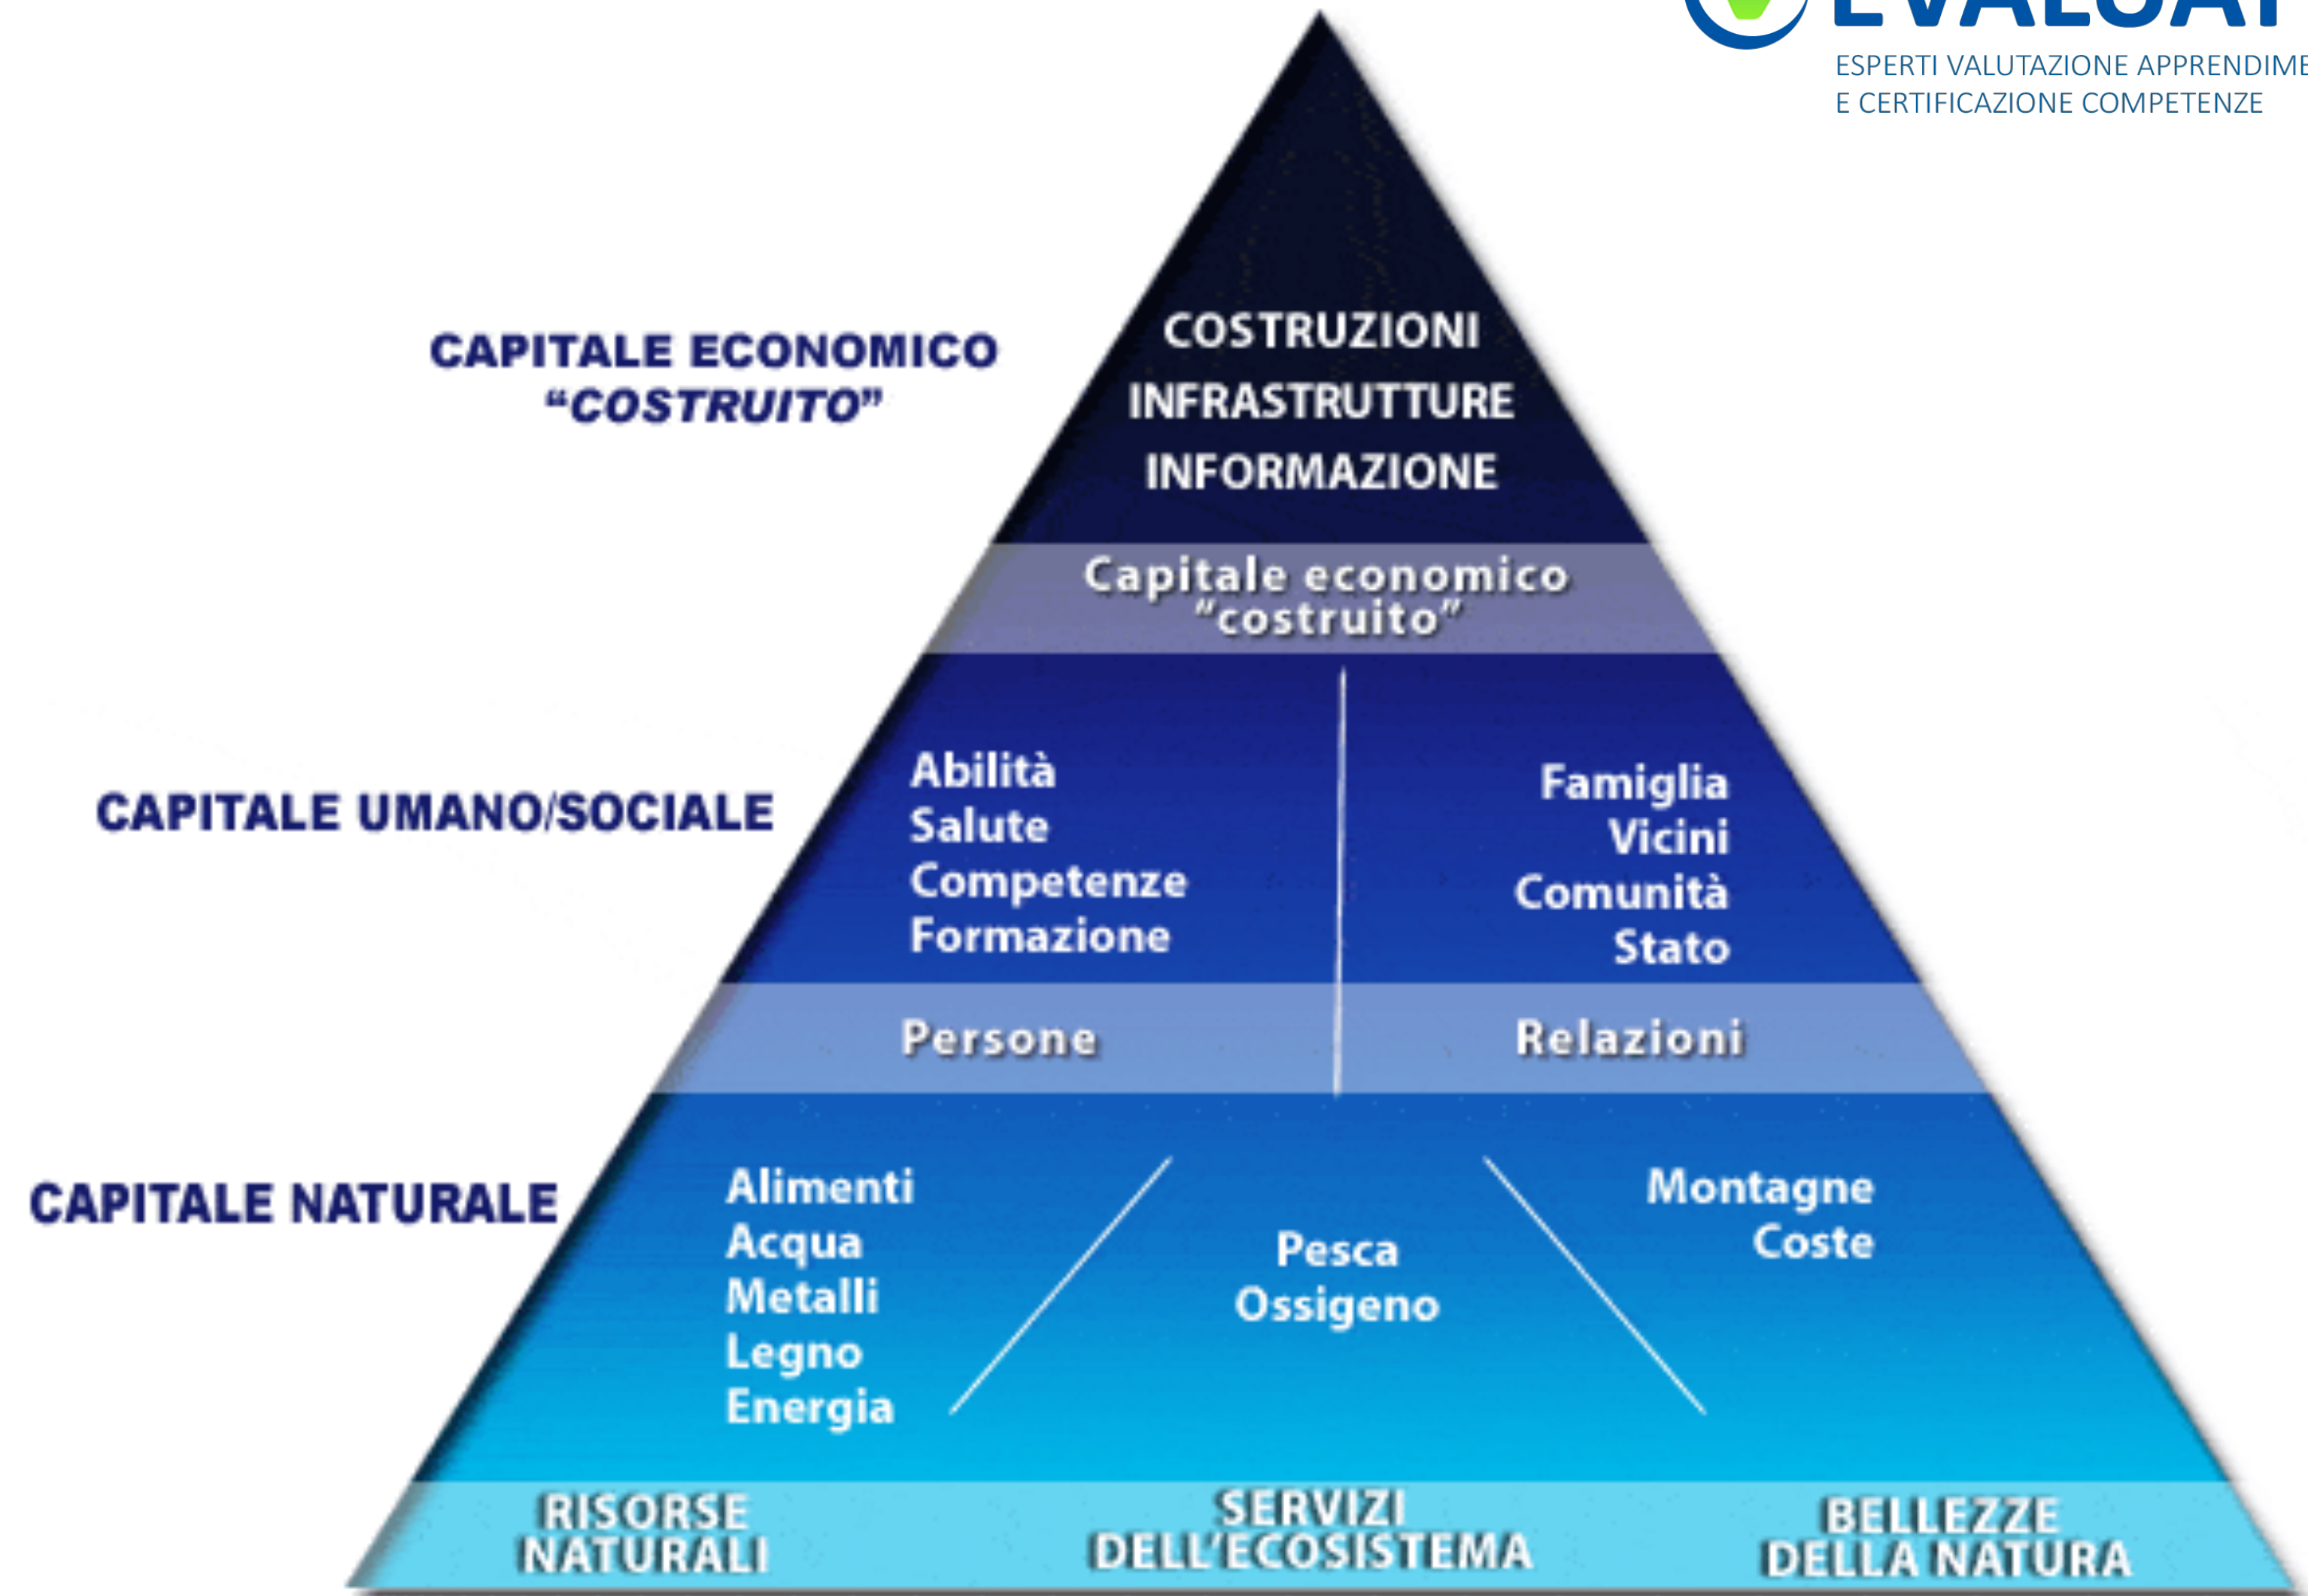 ESPERTI VALUTAZIONE
E CERTIFICAZIONE COMPETENZE
COSTRUZIONI
INFRASTRUTTURE
INFORMAZIONE
CAPITALE ECONOMICO
“COSTRUITO”
Capitale economico
“costruito”
CAPITALE UMANO/SOCIALE
Abilità
Salute
Competenze
Formazione
Famiglia
Vicini
Comunità
Stato
Persone
Relazioni
CAPITALE NATURALE
Alimenti
Acqua
Metalli
Legno
Energia
Pesca
Ossigeno
Montagne
Coste
RISORSE
NATURALI
SERVIZI
DELL’ECOSISTEMA
BELLEZZE
DELLA NATURA